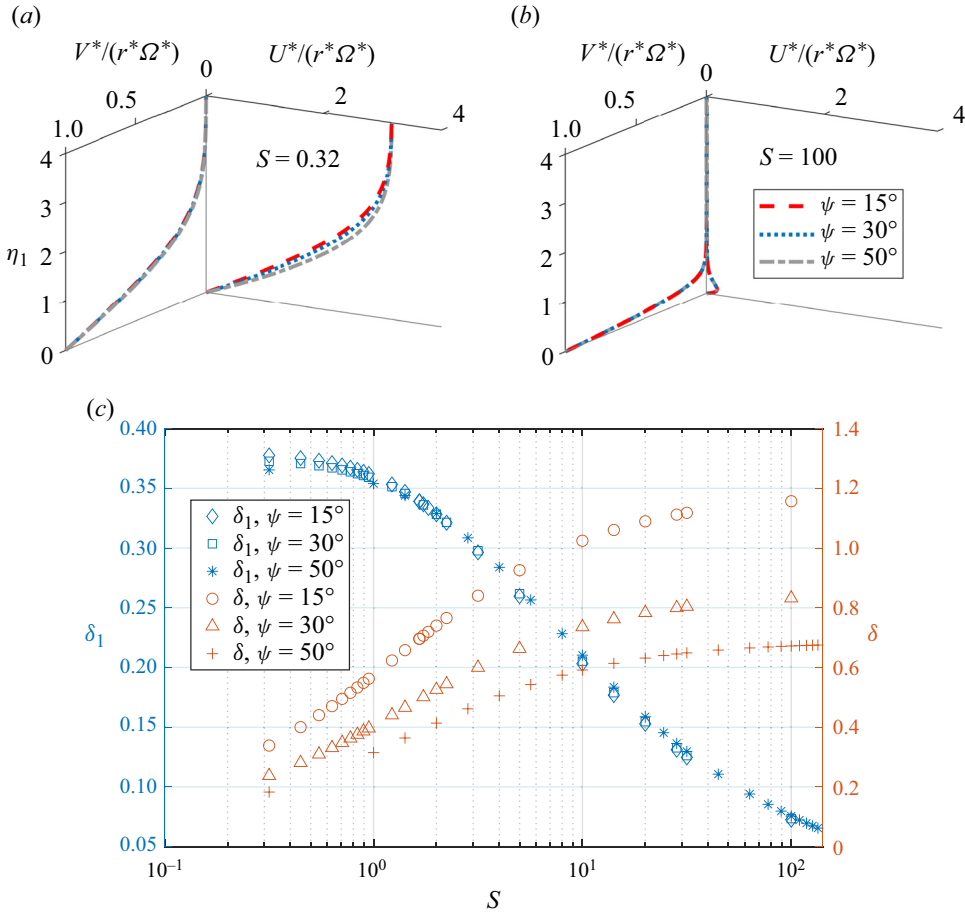 (a)
V*/(r*Ω*)
U*/(r*Ω*)
0
0.5
1.0
2
4
4
3
2
1
0
η1
S = 0.32
(b)
V*/(r*Ω*)
U*/(r*Ω*)
0
0.5
1.0
2
4
4
3
2
1
0
S = 100
ψ = 15°
ψ = 30°
ψ = 50°
(c)
0.40
0.35
0.30
0.25
0.20
0.15
0.10
0.05
δ1
δ1, ψ = 15°
δ1, ψ = 30°
δ1, ψ = 50°
δ, ψ = 15°
δ, ψ = 30°
δ, ψ = 50°
1.4
1.2
1.0
0.8
0.6
0.4
0.2
0
δ
10−1
100
101
102
S